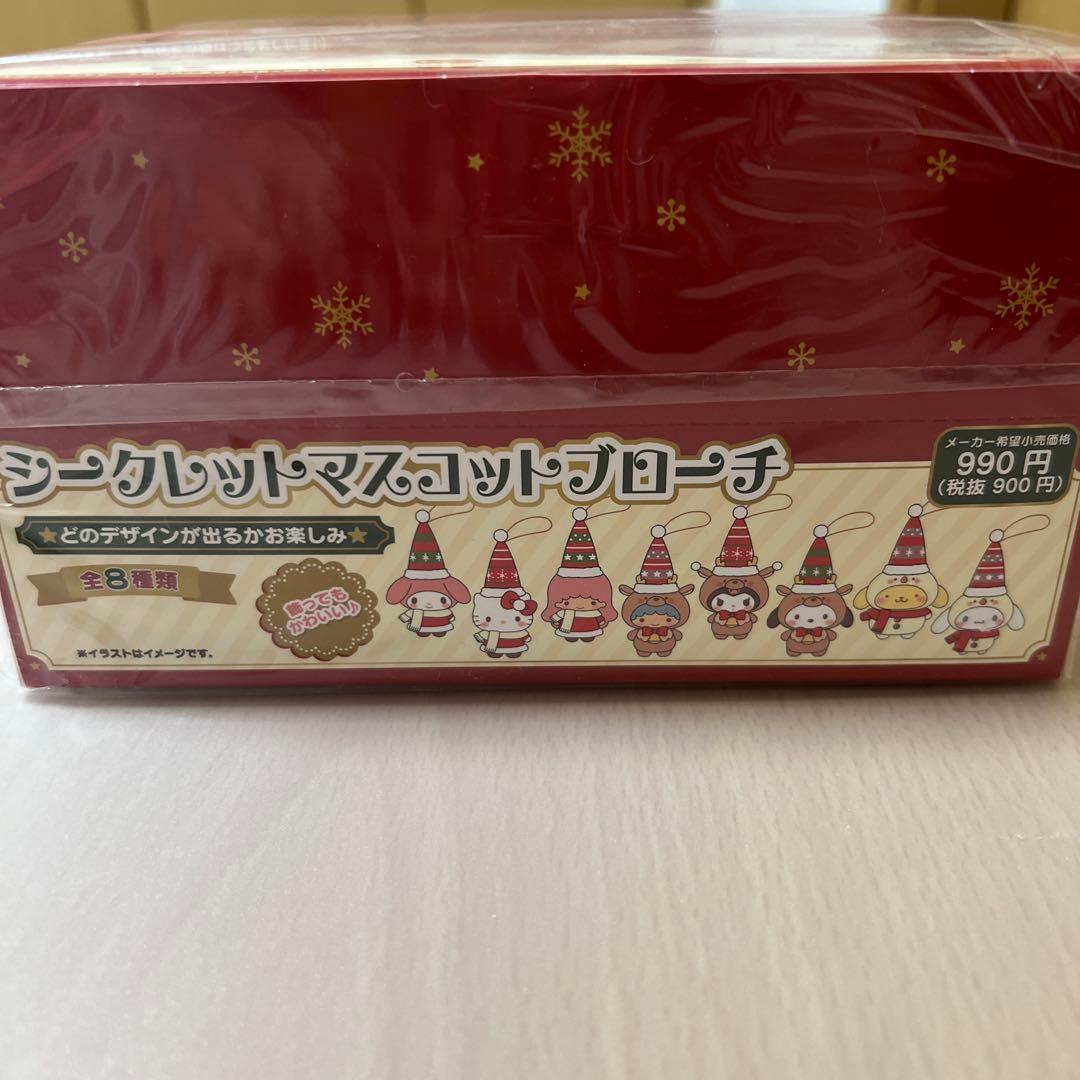 シークレットマスコットブローチ
メーカー希望小売価格
990円
(税抜 900円)
★どのデザインが出るかお楽しみ★
全8種類
飾っても
かわいい♪
※イラストはイメージです。